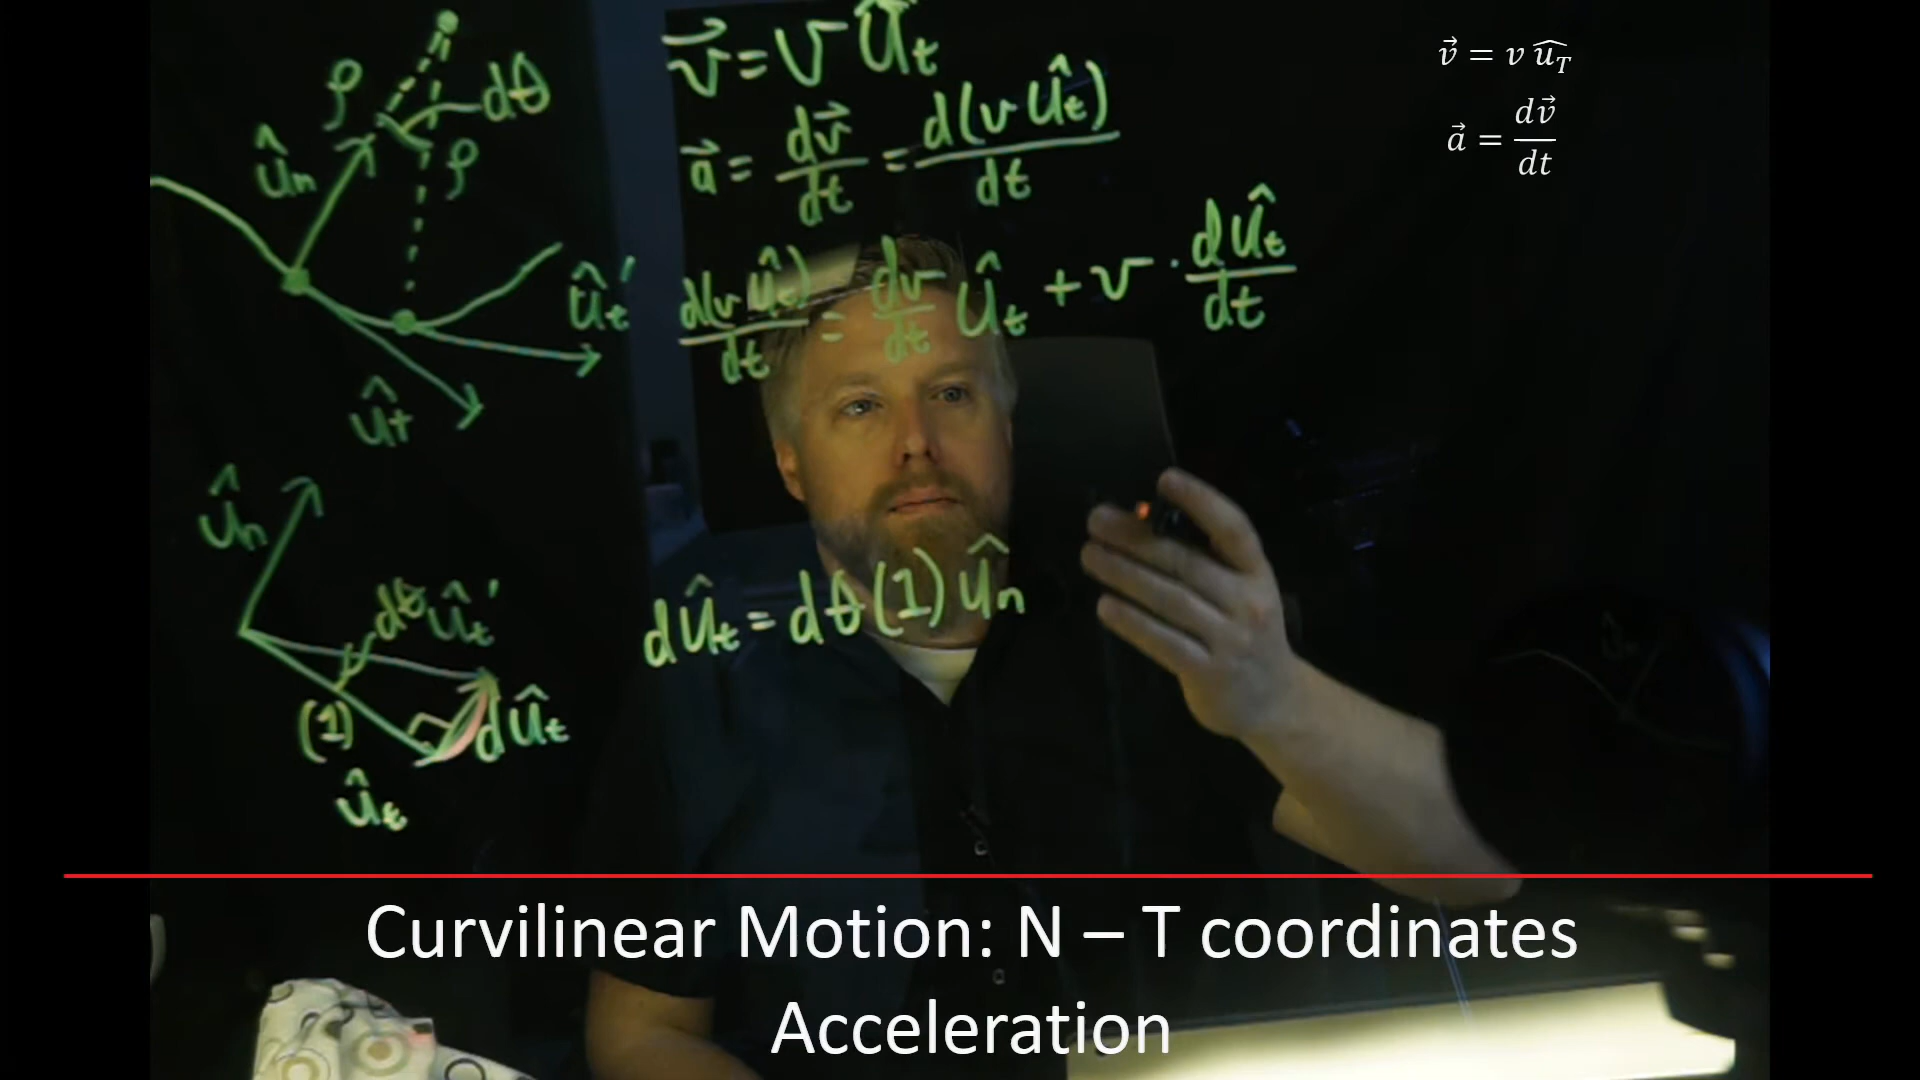 ρ
dθ
ρ
û_n
û_t'
û_t
û_n
dθ
û_t'
(1)
dû_t
û_t
v⃗ = v û_t
a⃗ = dv⃗/dt = d(v û_t)/dt
d(v û_t)/dt = dv/dt û_t + v · dû_t/dt
dû_t = dθ (1) û_n
v⃗ = v û_T
a⃗ = dv⃗/dt
Curvilinear Motion: N – T coordinates
Acceleration